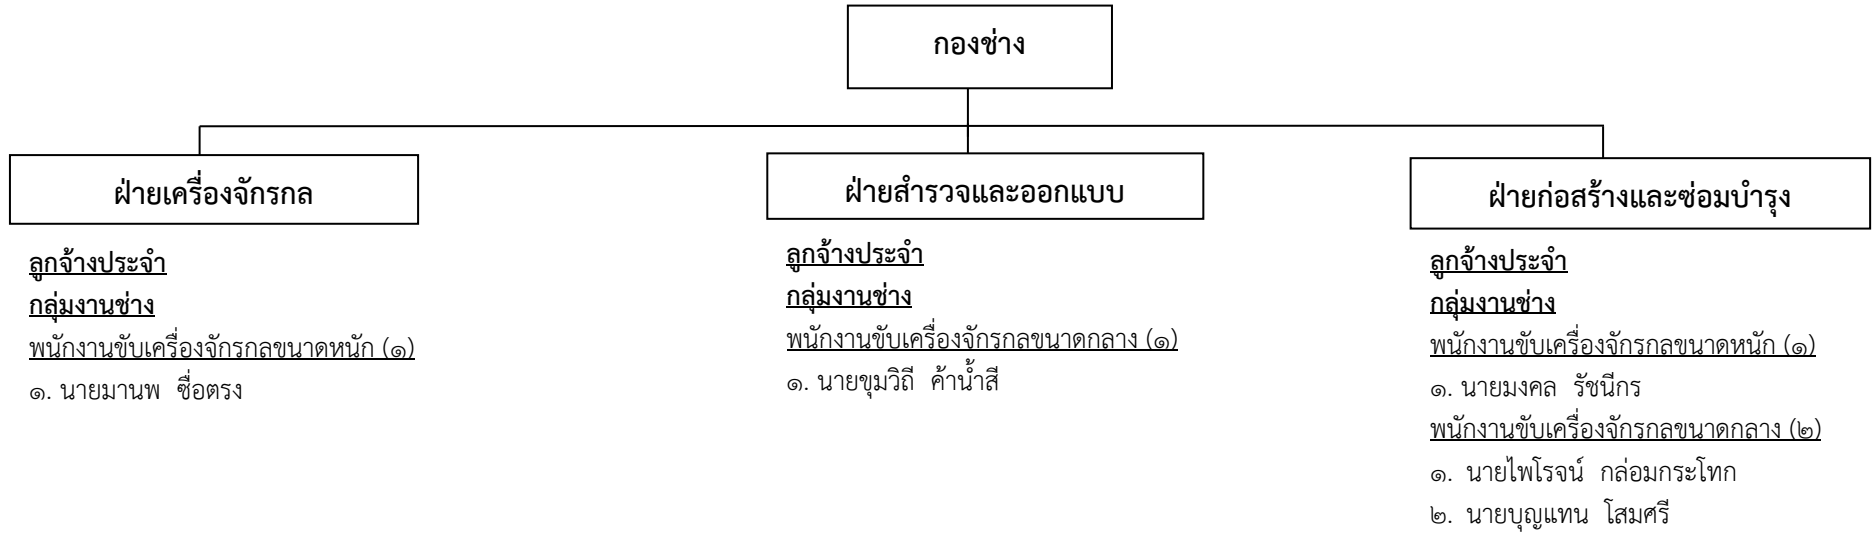 กองช่าง
ฝ่ายเครื่องจักรกล
ลูกจ้างประจำ
กลุ่มงานช่าง
พนักงานขับเครื่องจักรกลขนาดหนัก (๑)
๑. นายมานพ ซื่อตรง
ฝ่ายสำรวจและออกแบบ
ลูกจ้างประจำ
กลุ่มงานช่าง
พนักงานขับเครื่องจักรกลขนาดกลาง (๑)
๑. นายขุมวิถี ค้าน้ำสี
ฝ่ายก่อสร้างและซ่อมบำรุง
ลูกจ้างประจำ
กลุ่มงานช่าง
พนักงานขับเครื่องจักรกลขนาดหนัก (๑)
๑. นายมงคล รัชนีกร
พนักงานขับเครื่องจักรกลขนาดกลาง (๒)
๑. นายไพโรจน์ กล่อมกระโทก
๒. นายบุญแทน โสมศรี